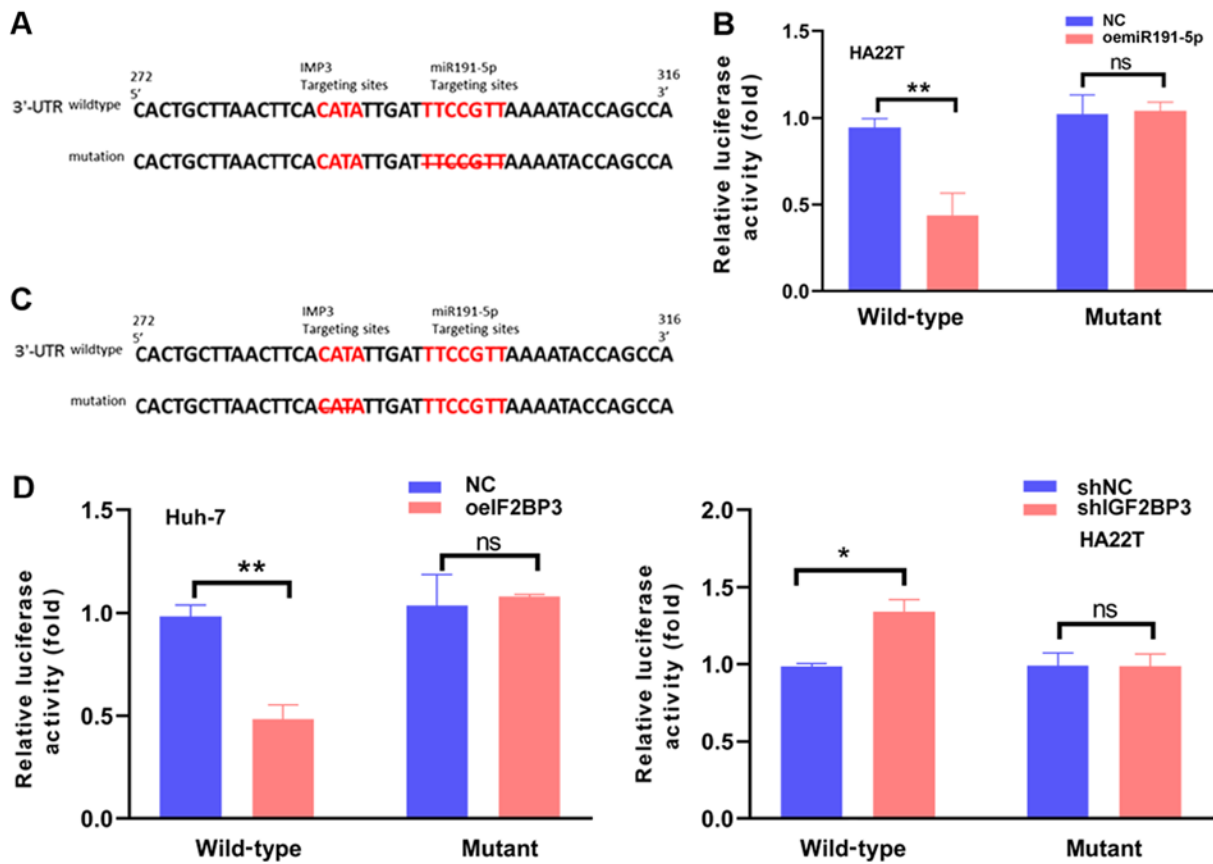 A
272
5'
IMP3
Targeting sites
miR191-5p
Targeting sites
316
3'
3'-UTR wildtype CACTGCTTAACTTCACATATTGATTTCCGTTAAAATACCAGCCA
mutation CACTGCTTAACTTCACATATTGATTTCCGTTAAAATACCAGCCA
B
NC
oemiR191-5p
HA22T
**
ns
Relative luciferase
activity (fold)
1.5
1.0
0.5
0.0
Wild-type
Mutant
C
272
5'
IMP3
Targeting sites
miR191-5p
Targeting sites
316
3'
3'-UTR wildtype CACTGCTTAACTTCACATATTGATTTCCGTTAAAATACCAGCCA
mutation CACTGCTTAACTTCACATATTGATTTCCGTTAAAATACCAGCCA
D
NC
oeIF2BP3
Huh-7
**
ns
Relative luciferase
activity (fold)
1.5
1.0
0.5
0.0
Wild-type
Mutant
shNC
shIGF2BP3
HA22T
*
ns
Relative luciferase
activity (fold)
2.0
1.5
1.0
0.5
0.0
Wild-type
Mutant